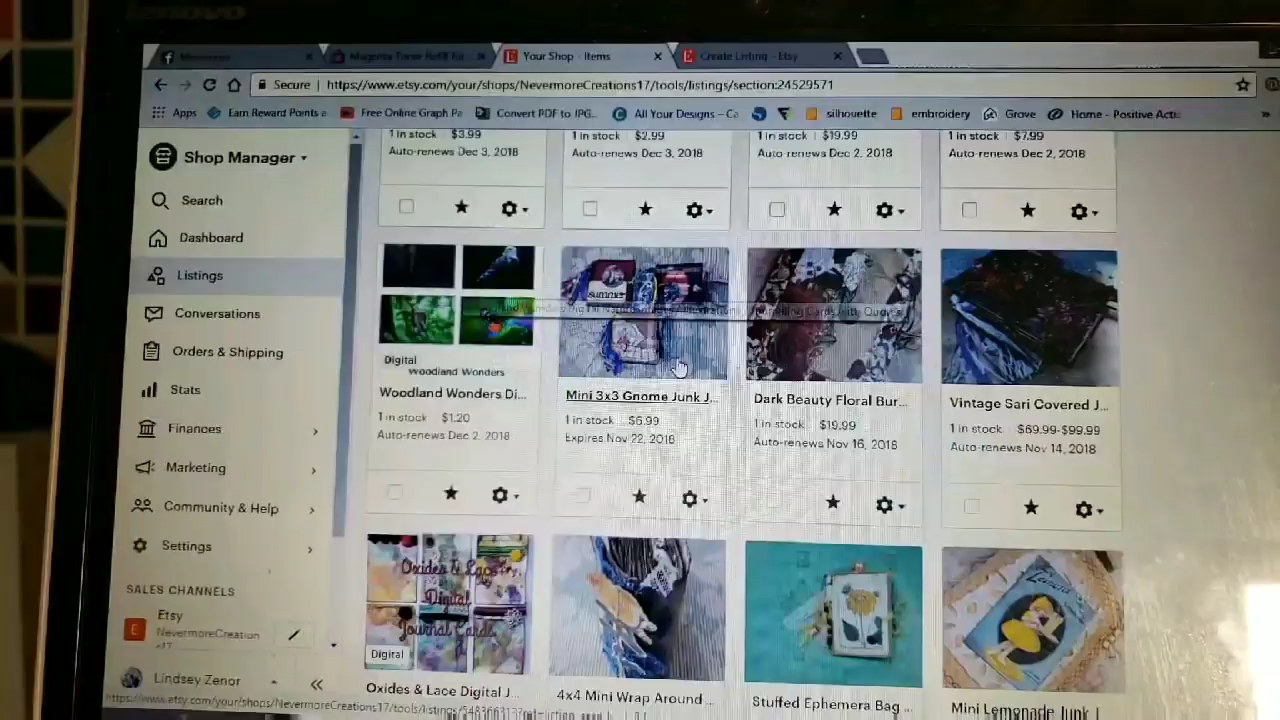 lenovo
Magenta Toner Refill
Your Shop - Items
Create Listing - Etsy
Secure https://www.etsy.com/your/shops/NevermoreCreations17/tools/listings/section:24529571
Apps Earn Reward Points a Free Online Graph Pa Convert PDF to JPG... All Your Designs – Ca silhouette embroidery Grove Home - Positive Actio »
Shop Manager
Search
Dashboard
Listings
Conversations
Orders & Shipping
Stats
Finances
Marketing
Community & Help
Settings
SALES CHANNELS
Etsy
NevermoreCreation
s17
Lindsey Zenor
1 in stock $3.99
Auto-renews Dec 3, 2018
1 in stock $2.99
Auto-renews Dec 3, 2018
1 in stock $19.99
Auto-renews Dec 2, 2018
1 in stock $7.99
Auto-renews Dec 2, 2018
Digital
Woodland Wonders
Woodland Wonders Di...
1 in stock $1.20
Auto-renews Dec 2, 2018
summer
Mini 3x3 Gnome Junk J...
1 in stock $6.99
Expires Nov 22, 2018
Dark Beauty Floral Bur...
1 in stock $19.99
Auto-renews Nov 16, 2018
Vintage Sari Covered J...
1 in stock $69.99-$99.99
Auto-renews Nov 14, 2018
Oxides & Lace
Digital
Journal Cards
Digital
Oxides & Lace Digital J...
4x4 Mini Wrap Around ...
Stuffed Ephemera Bag ...
Mini Lemonade Junk J